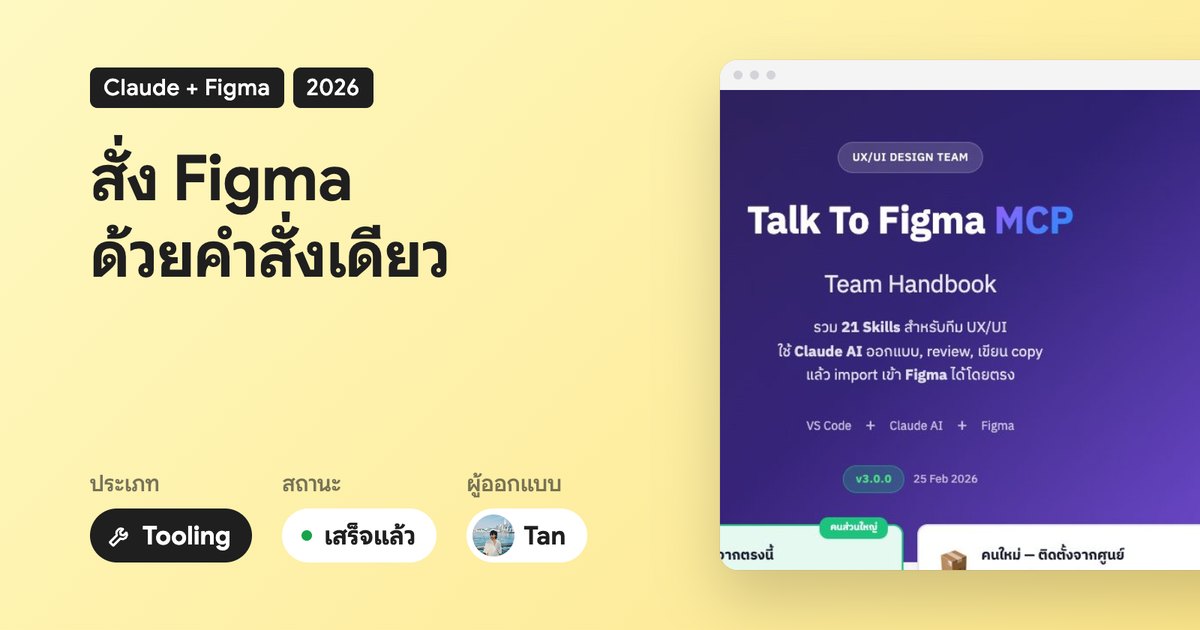 Claude + Figma
2026
สั่ง Figma
ด้วยคำสั่งเดียว
ประเภท
Tooling
สถานะ
เสร็จแล้ว
ผู้ออกแบบ
Tan
UX/UI DESIGN TEAM
Talk To Figma MCP
Team Handbook
รวม 21 Skills สำหรับทีม UX/UI
ใช้ Claude AI ออกแบบ, review, เขียน copy
แล้ว import เข้า Figma ได้โดยตรง
VS Code + Claude AI + Figma
v3.0.0 25 Feb 2026
คนส่วนใหญ่
จากตรงนี้
คนใหม่ — ติดตั้งจากศูนย์